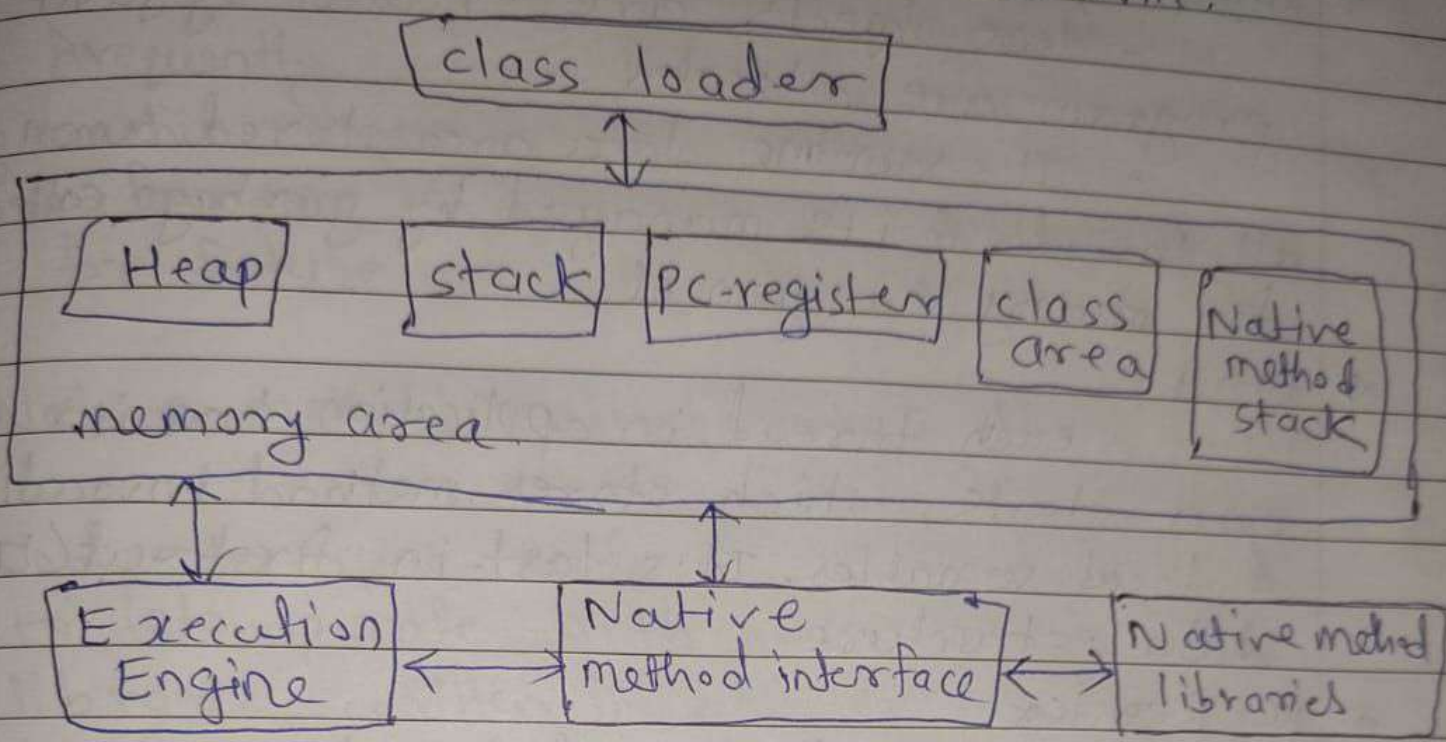 class loader
Heap
stack
PC-register
class
area
Native
method
stack
memory area
Execution
Engine
Native
method interface
Native method
libraries